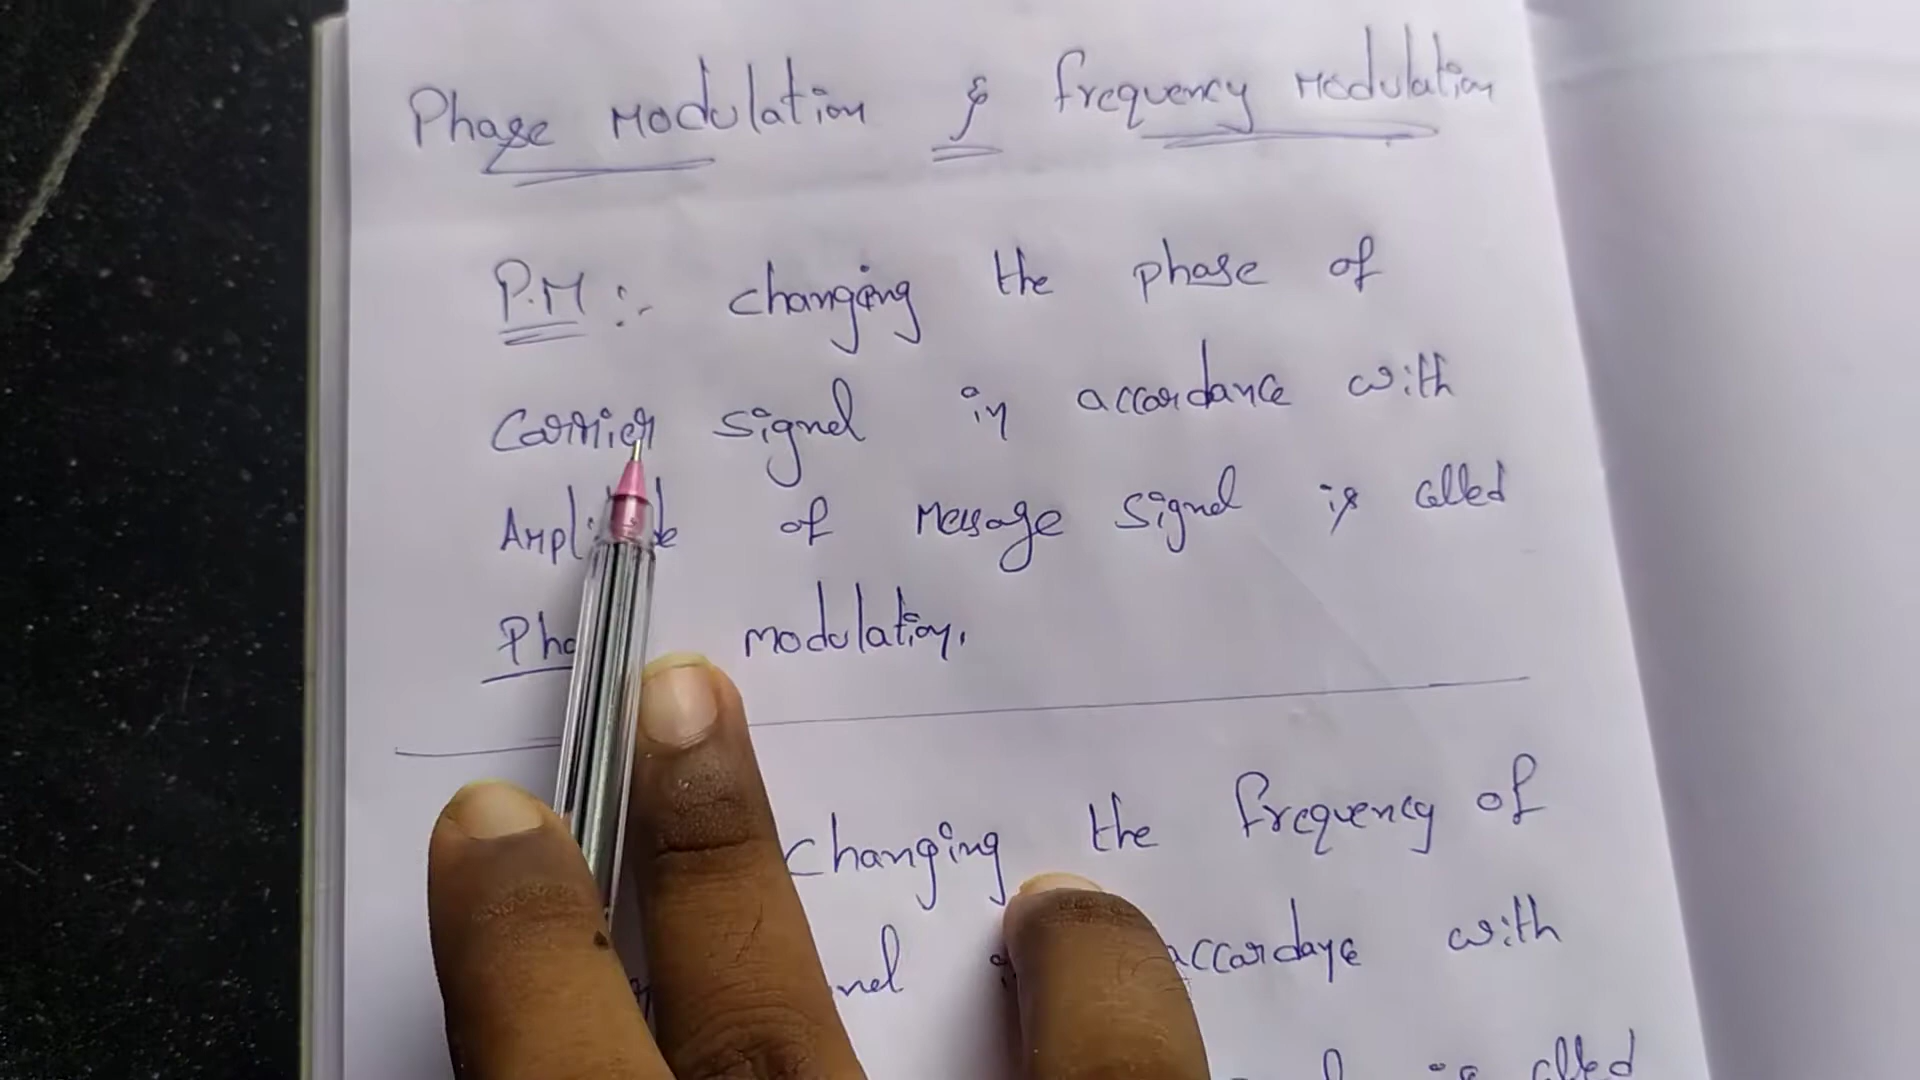 Phase Modulation & frequency Modulation
P.M :- changing the phase of
Carrier signal in accordance with
of Message signal is called
modulation.
changing the frequency of
with
is called